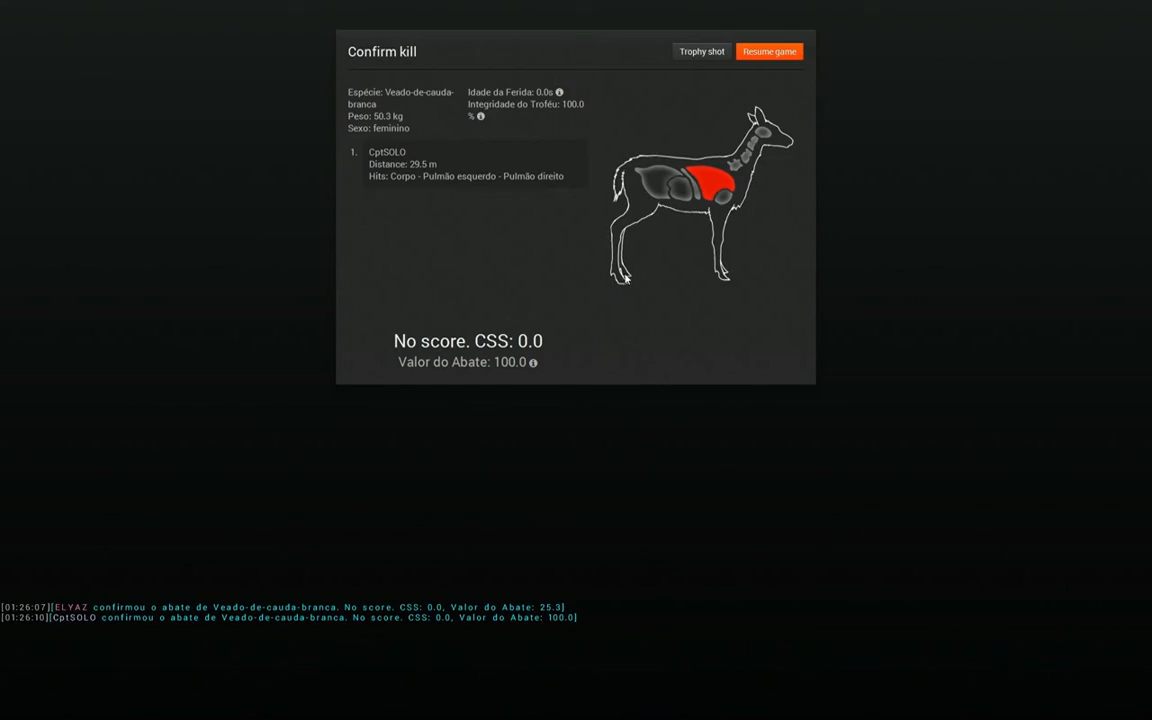 Confirm kill
Trophy shot
Resume game
Espécie: Veado-de-cauda-
branca
Peso: 50.3 kg
Sexo: feminino
Idade da Ferida: 0.0s
Integridade do Troféu: 100.0
%
1. CptSOLO
Distance: 29.5 m
Hits: Corpo - Pulmão esquerdo - Pulmão direito
No score. CSS: 0.0
Valor do Abate: 100.0
[01:26:07][ELYAZ confirmou o abate de Veado-de-cauda-branca. No score. CSS: 0.0, Valor do Abate: 25.3]
[01:26:10][CptSOLO confirmou o abate de Veado-de-cauda-branca. No score. CSS: 0.0, Valor do Abate: 100.0]